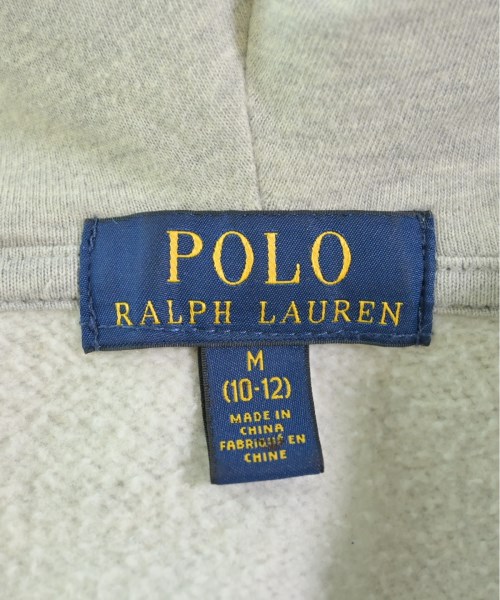 POLO
RALPH LAUREN
M
(10-12)
MADE IN
CHINA
FABRIQUÉ EN
CHINE